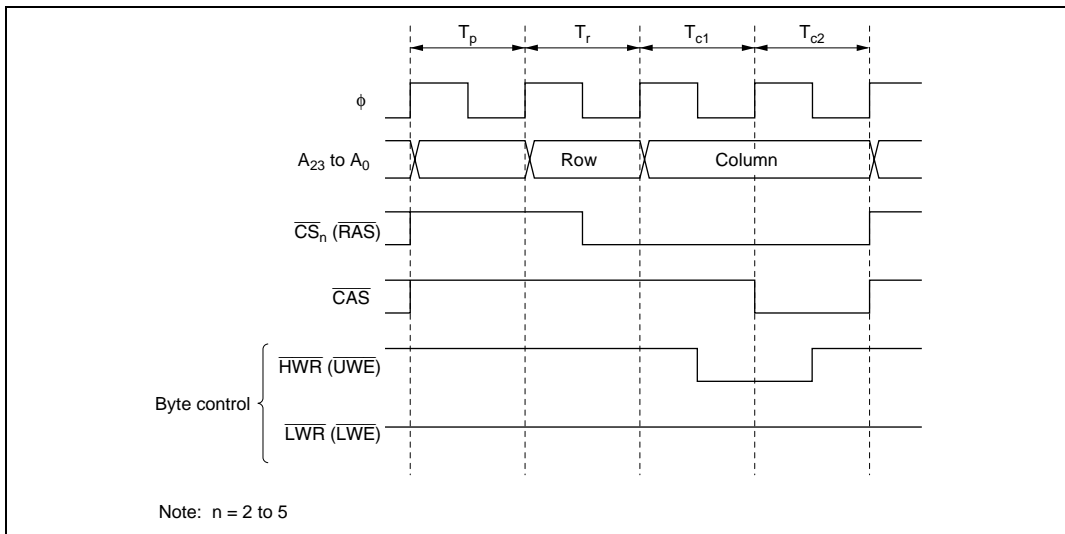 Tp Tr Tc1 Tc2
ϕ
A23 to A0 Row Column
CSn (RAS)
CAS
HWR (UWE)
Byte control
LWR (LWE)
Note: n = 2 to 5